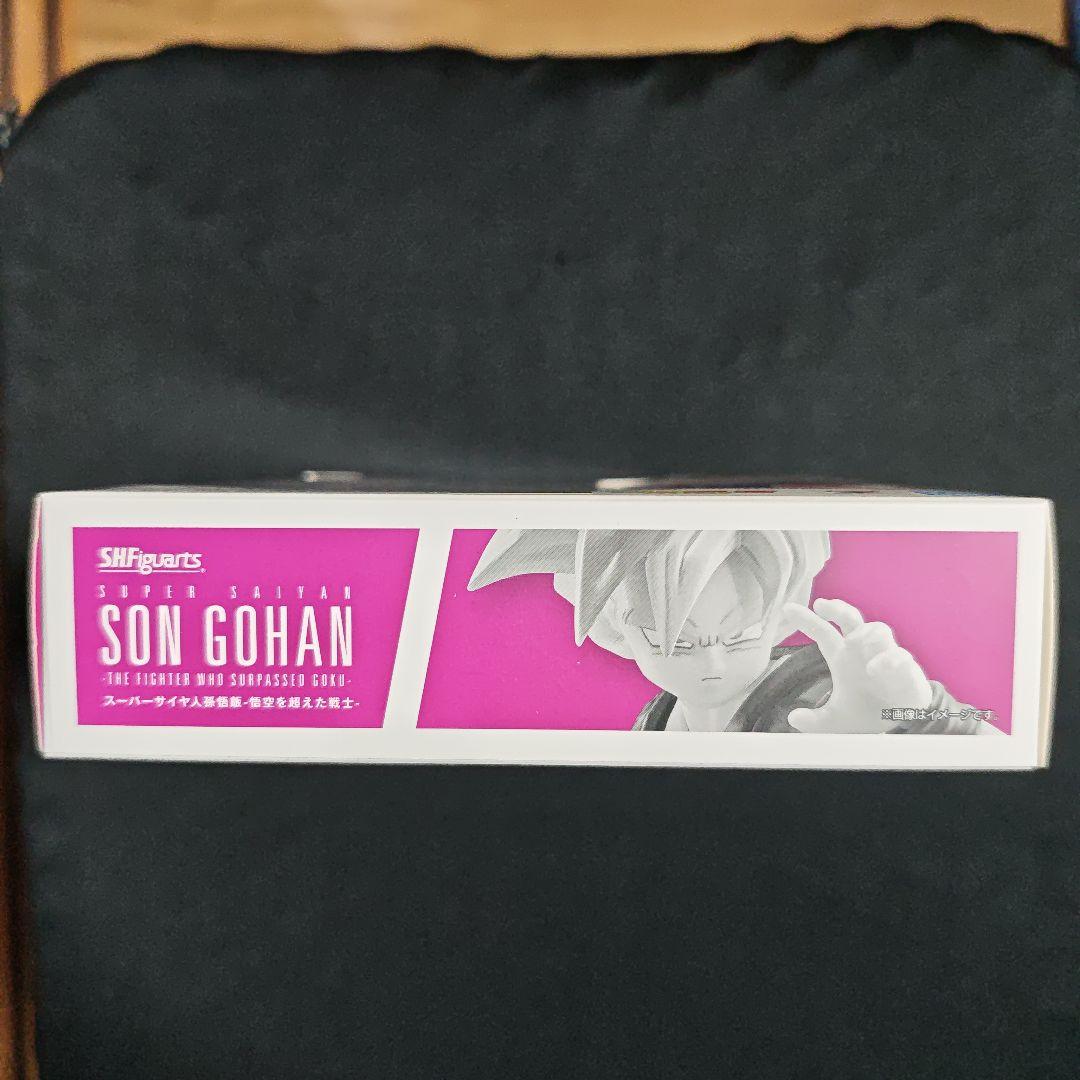 SHFiguarts
SUPER SAIYAN
SON GOHAN
-THE FIGHTER WHO SURPASSED GOKU-
スーパーサイヤ人孫悟飯-悟空を超えた戦士-
※画像はイメージです。